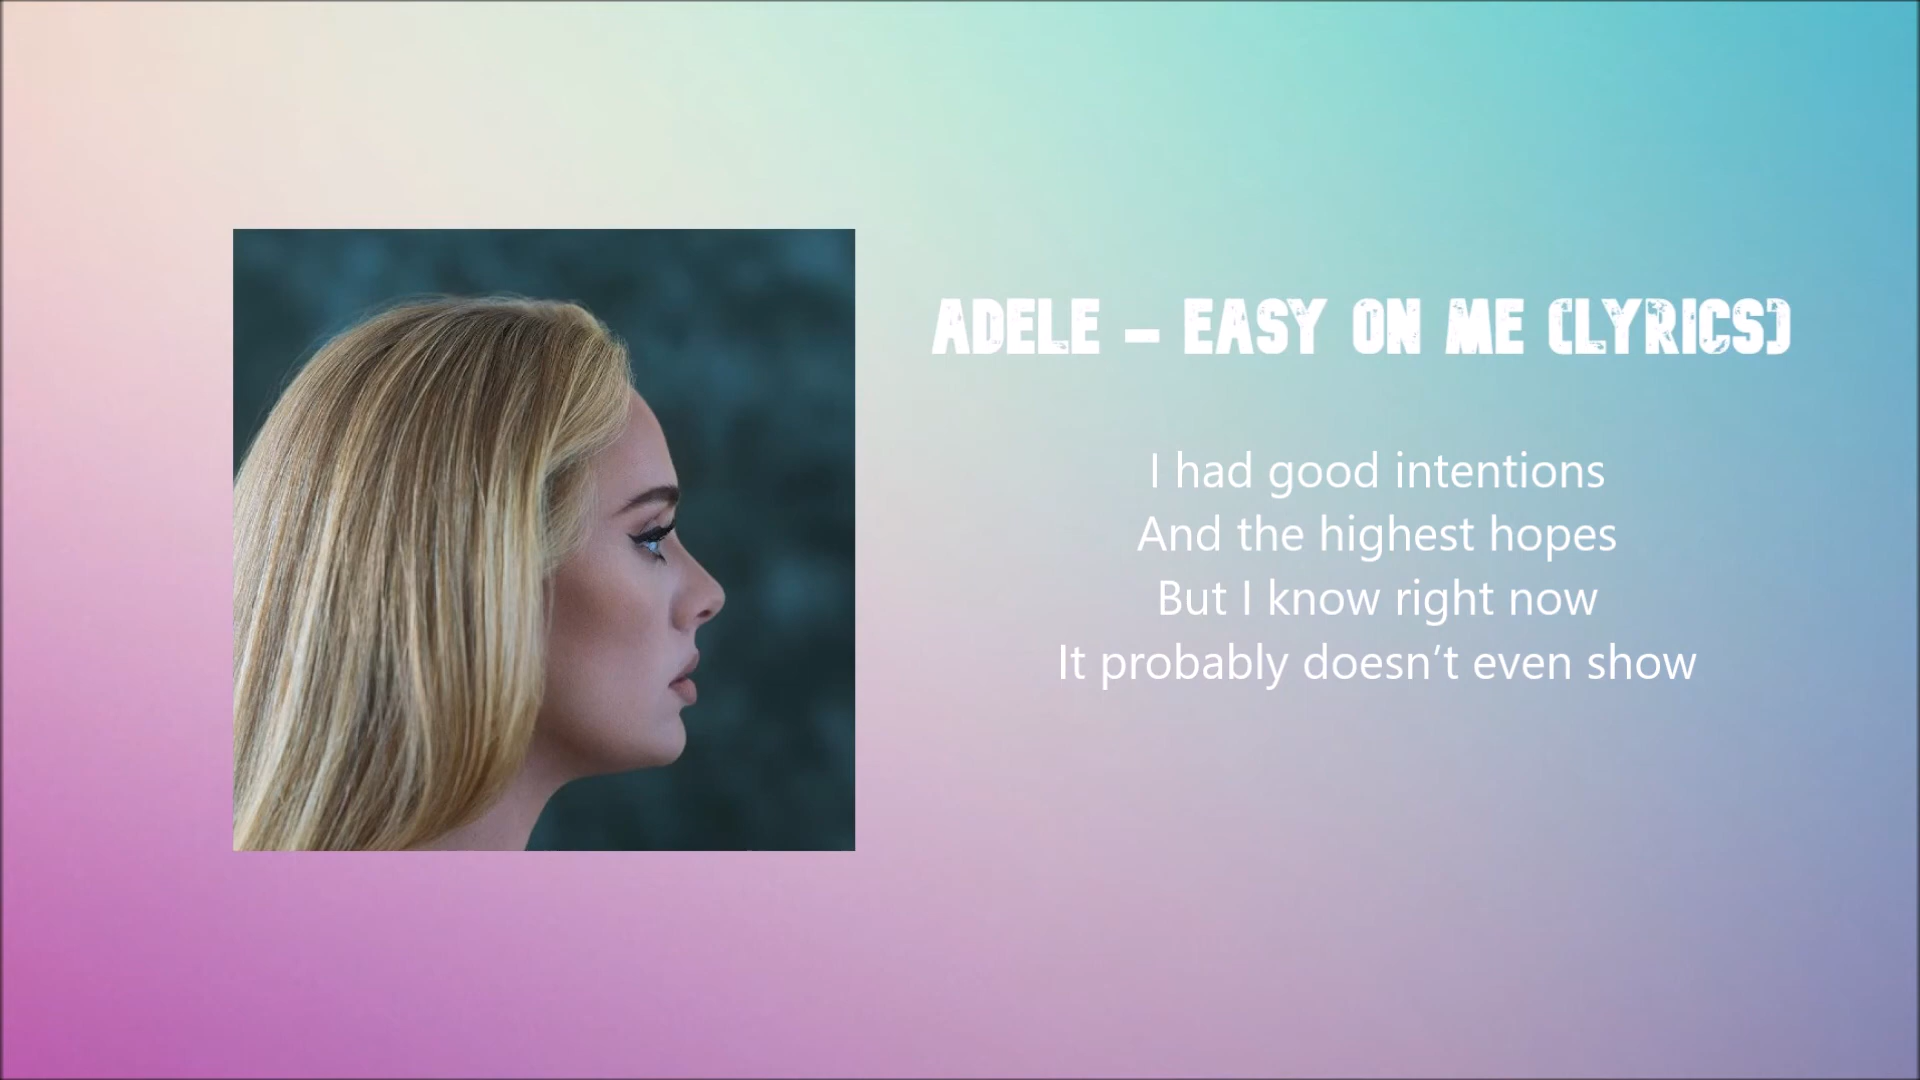 ADELE – EASY ON ME (LYRICS)
I had good intentions
And the highest hopes
But I know right now
It probably doesn’t even show